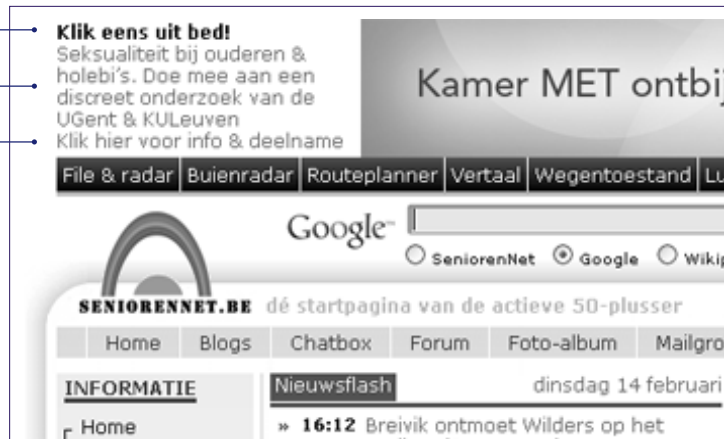 Klik eens uit bed!
Seksualiteit bij ouderen &
holebi's. Doe mee aan een
discreet onderzoek van de
UGent & KULeuven
Klik hier voor info & deelname
Kamer MET
File & radar Buienradar Routeplanner Vertaal Wegentoestand
Google™
SeniorenNet Google
SENIORENNET.BE dé startpagina van de actieve 50-plusser
Home Blogs Chatbox Forum Foto-album
INFORMATIE
Nieuwsflash dinsdag 14 februari
Home
» 16:12 Breivik ontmoet Wilders op het